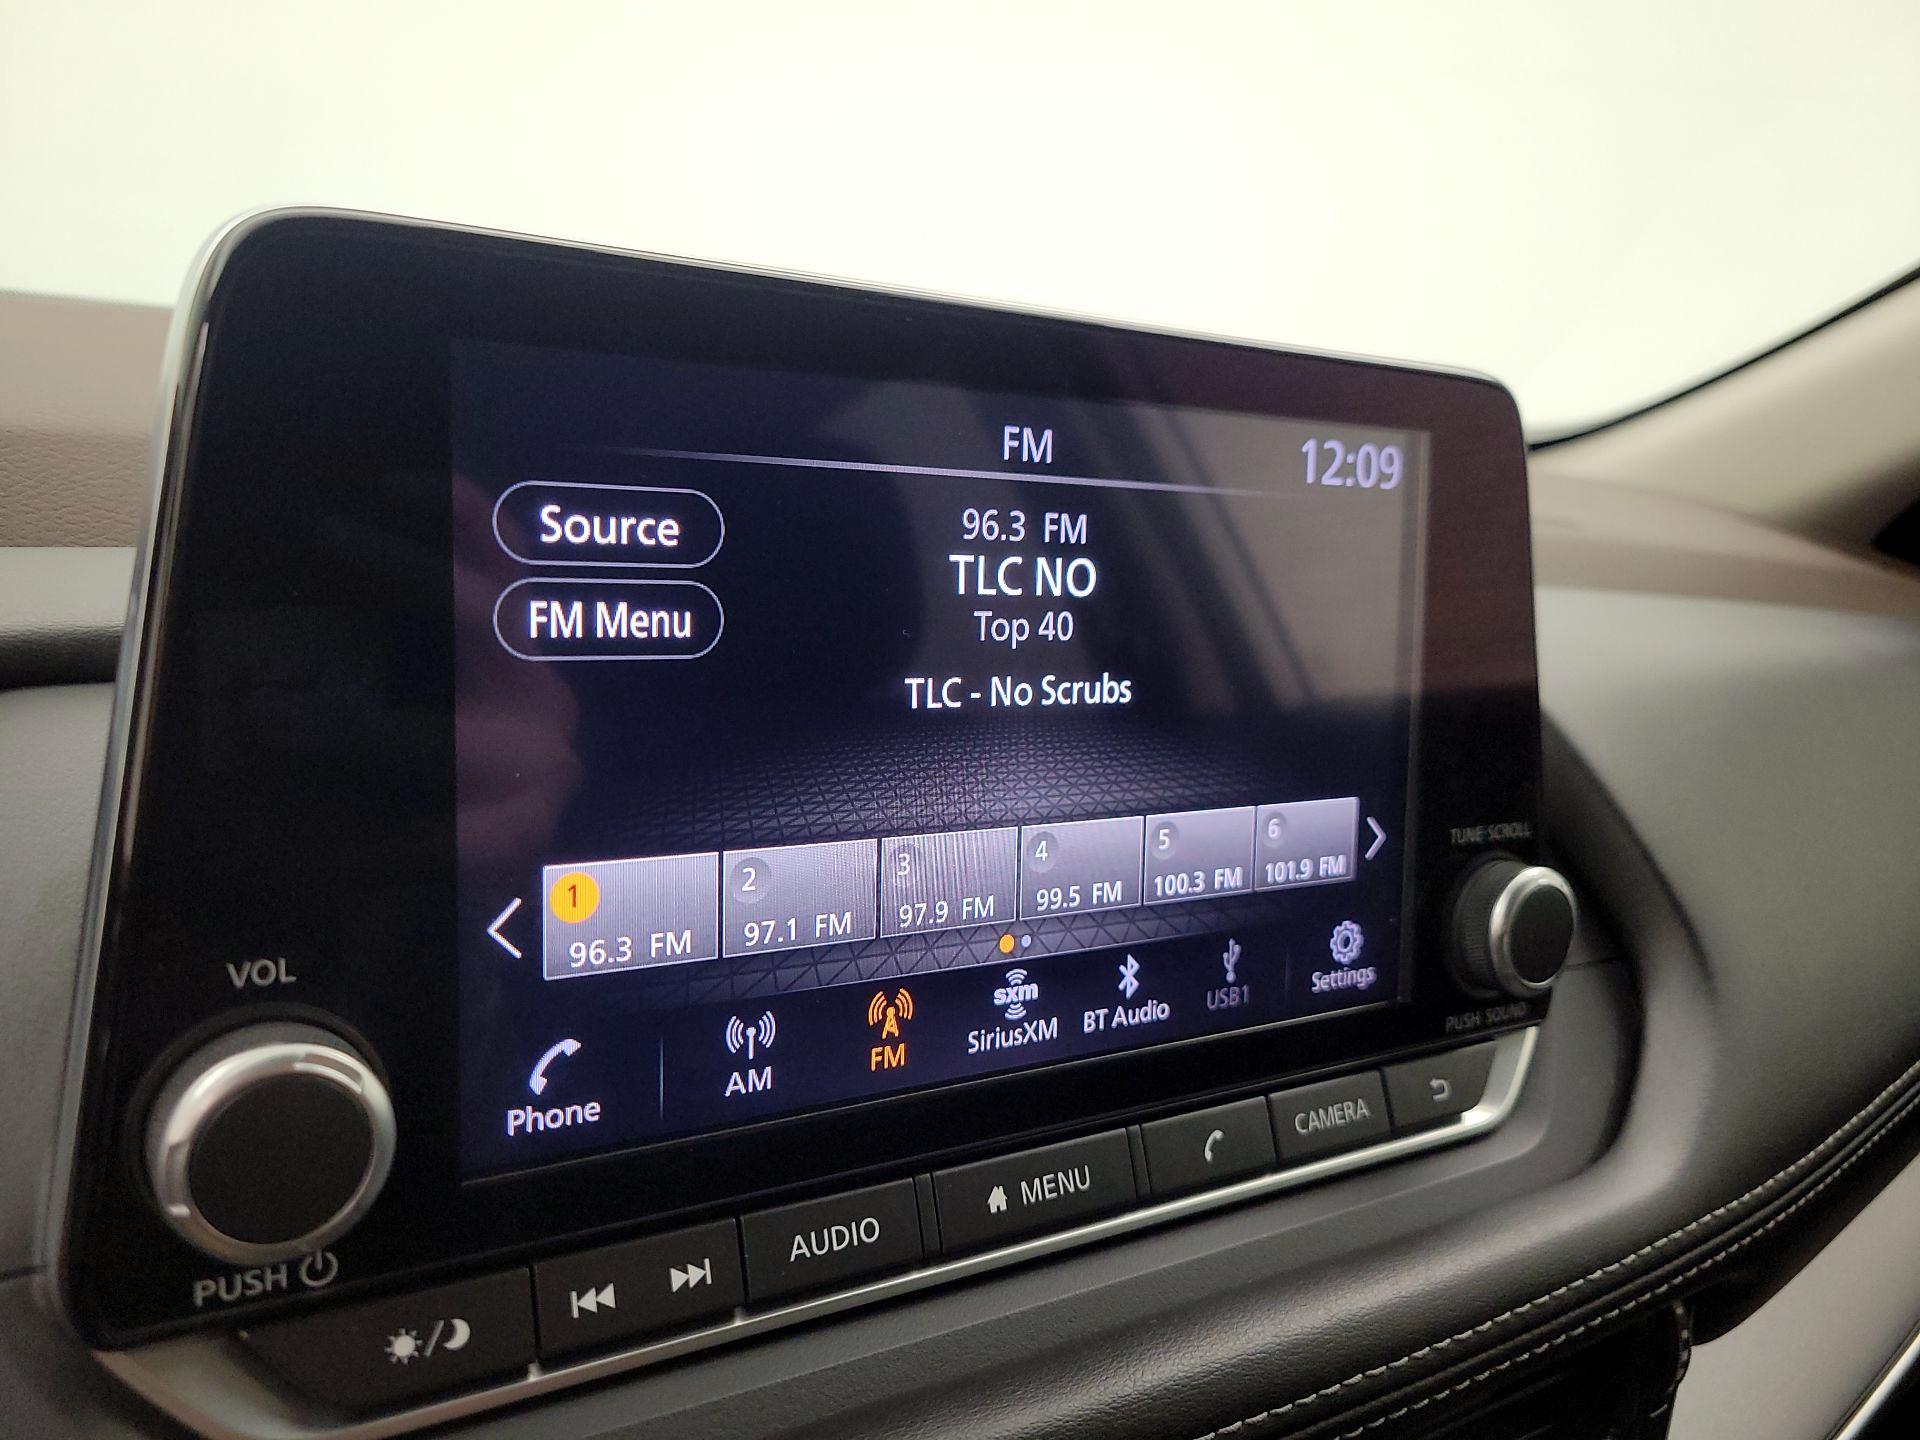 FM
12:09
Source
FM Menu
96.3 FM
TLC NO
Top 40
TLC - No Scrubs
1
96.3 FM
2
97.1 FM
3
97.9 FM
4
99.5 FM
5
100.3 FM
6
101.9 FM
Phone
AM
FM
sxm
SiriusXM
BT Audio
USB1
Settings
VOL
PUSH
TUNE·SCROLL
PUSH SOUND
AUDIO
MENU
CAMERA